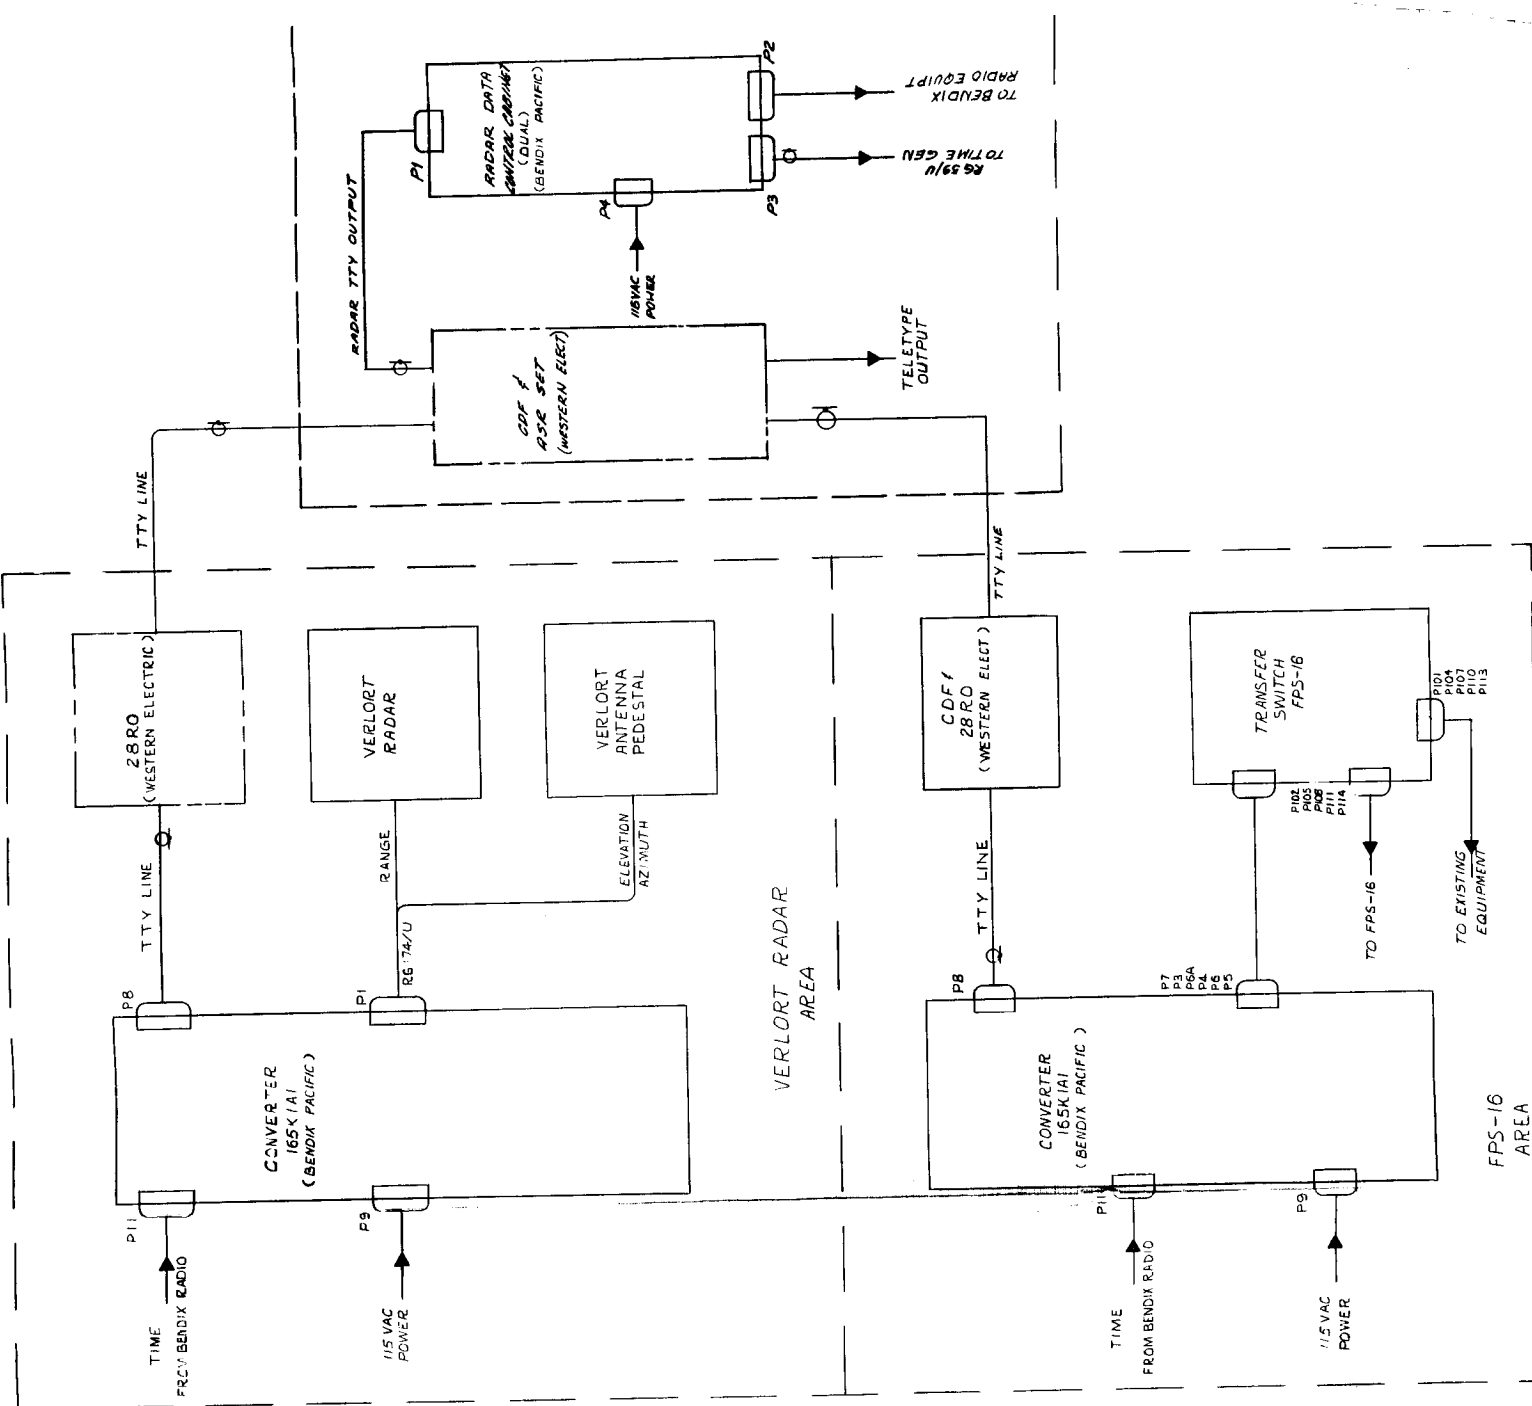 P1
RADAR DATA
CONTROL CABINET
(DUAL)
(BENDIX PACIFIC)
P2
TO BENDIX
RADIO EQUIPT
P3
RG 59/U
TO TIME GEN
P4
RADAR TTY OUTPUT
POWER
CDF &
ASR SET
(WESTERN ELECT)
TELETYPE
OUTPUT
TTY LINE
TTY LINE
28RO
(WESTERN ELECTRIC)
VERLORT
RADAR
VERLORT
ANTENNA
PEDESTAL
CDF &
28RO
(WESTERN ELECT)
TRANSFER
SWITCH
FPS-16
P101
P104
P107
P110
P113
P102
P105
P108
P111
P114
TTY LINE
RANGE
ELEVATION
AZIMUTH
TTY LINE
TO FPS-16
TO EXISTING
EQUIPMENT
P8
P1
RG 174/U
P8
P7
P3
P6A
P4
P6
P5
CONVERTER
165K1A1
(BENDIX PACIFIC)
VERLORT RADAR
AREA
CONVERTER
165K1A1
(BENDIX PACIFIC)
FPS-16
AREA
P11
P9
P11
P9
TIME
FROM BENDIX RADIO
115 VAC
POWER
TIME
FROM BENDIX RADIO
115 VAC
POWER